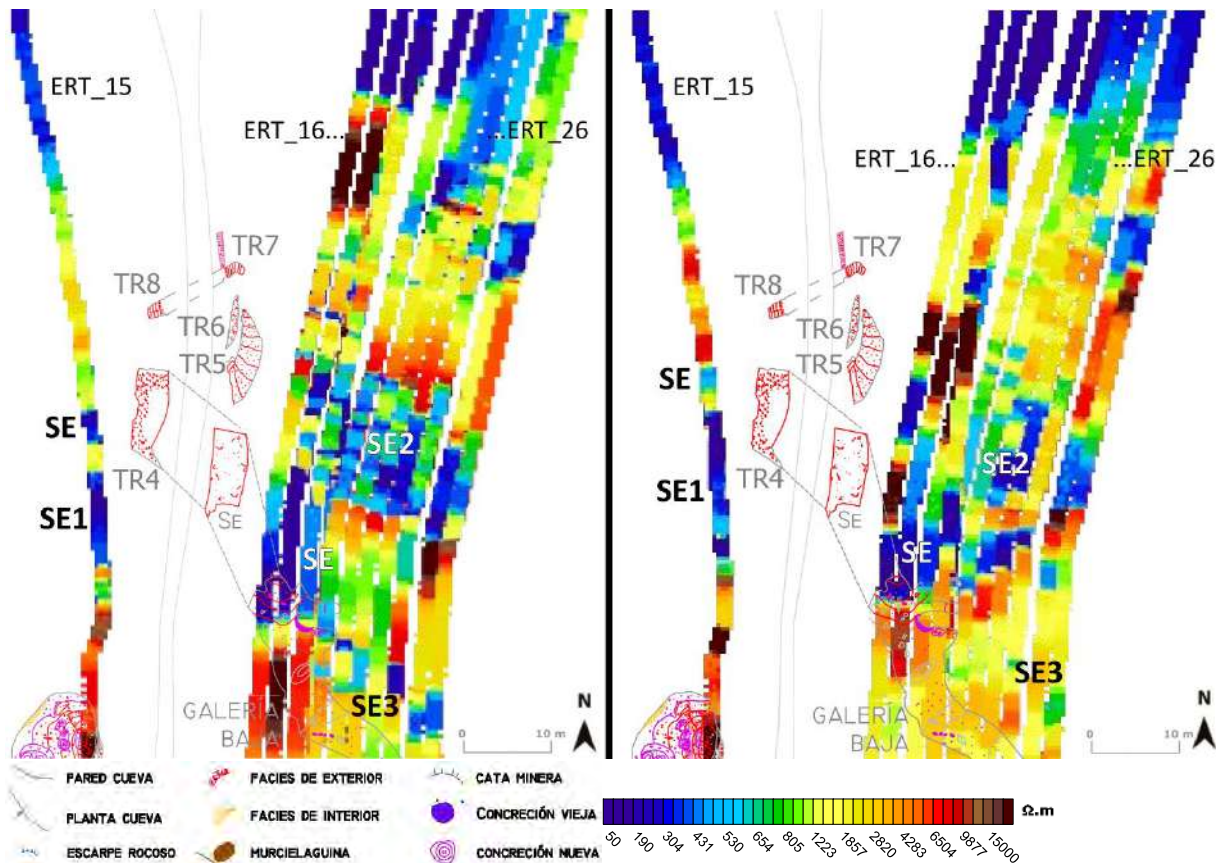 ERT_15
ERT_16...
...ERT_26
TR7
TR8
TR6
TR5
SE
SE2
SE1
TR4
SE
SE
SE3
GALERÍA
BAJA
N
0 10 m
ERT_15
ERT_16...
...ERT_26
TR7
TR8
TR6
TR5
SE
SE2
SE1
TR4
SE
SE
SE3
GALERÍA
BAJA
N
0 10 m
PARED CUEVA
FACIES DE EXTERIOR
CATA MINERA
PLANTA CUEVA
FACIES DE INTERIOR
CONCRECIÓN VIEJA
ESCARPE ROCOSO
MURCIELAGUINA
CONCRECIÓN NUEVA
Ω.m
50 190 304 431 530 654 805 1223 1857 2820 4283 6504 9877 15000